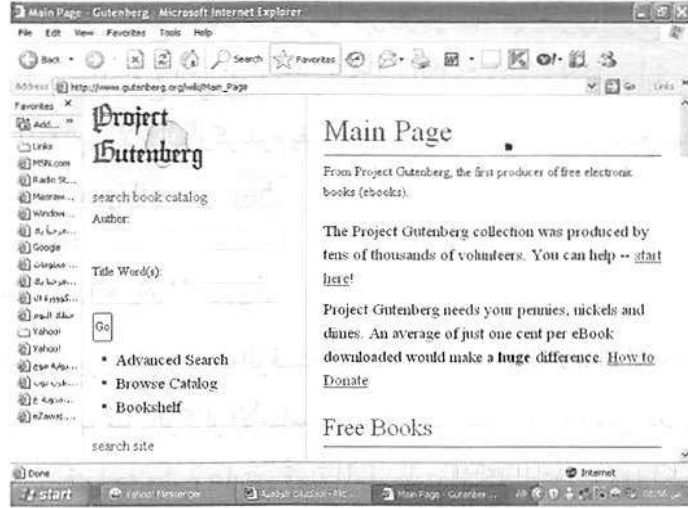 Main Page - Gutenberg - Microsoft Internet Explorer
File Edit View Favorites Tools Help
Back Search Favorites
Address http://www.gutenberg.org/wiki/Main_Page Go Links
Favorites
Add...
Links
MSN.com
Radio St...
Masraw...
Window...
Google
Yahoo!
Yahoo!
eZawaj....
Project
Gutenberg
search book catalog
Author:
Title Word(s):
Go
• Advanced Search
• Browse Catalog
• Bookshelf
search site
Main Page
From Project Gutenberg, the first producer of free electronic
books (ebooks).
The Project Gutenberg collection was produced by
tens of thousands of volunteers. You can help -- start
here!
Project Gutenberg needs your pennies, nickels and
dimes. An average of just one cent per eBook
downloaded would make a huge difference. How to
Donate
Free Books
Done Internet
start Yahoo! Messenger Main Page - Gutenber...